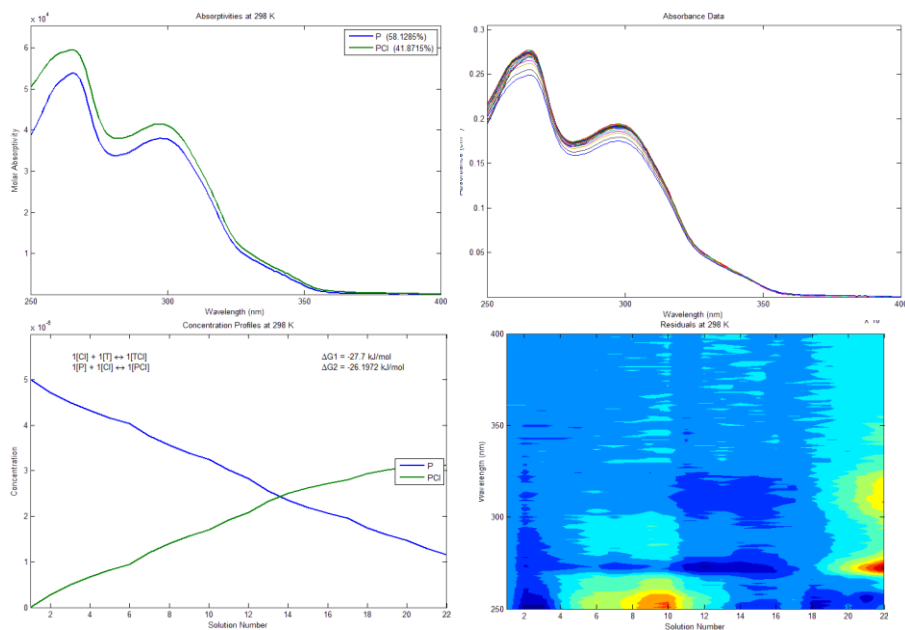 Absorptivities at 298 K
x 10⁴
P (58.1285%)
PCl (41.8715%)
Molar Absorptivity
6
5
4
3
2
1
250
300
350
400
Wavelength (nm)
Absorbance Data
0.3
0.25
0.2
0.15
0.1
0.05
Absorbance (cm
250
300
350
400
Wavelength (nm)
Concentration Profiles at 298 K
6
1[Cl] + 1[T] ↔ 1[TCl]
1[P] + 1[Cl] ↔ 1[PCl]
ΔG1 = -27.7 kJ/mol
ΔG2 = -26.1972 kJ/mol
P
PCl
Concentration
5
4
3
2
1
0
2
4
6
8
10
12
14
16
18
20
22
Solution Number
Residuals at 298 K
400
350
300
250
Wavelength (nm)
2
4
6
8
10
12
14
16
18
20
22
Solution Number